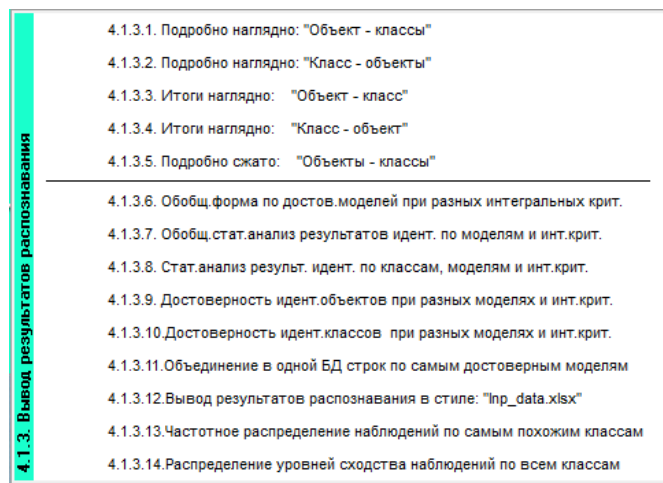 4.1.3. Вывод результатов распознавания
4.1.3.1. Подробно наглядно: "Объект - классы"
4.1.3.2. Подробно наглядно: "Класс - объекты"
4.1.3.3. Итоги наглядно: "Объект - класс"
4.1.3.4. Итоги наглядно: "Класс - объект"
4.1.3.5. Подробно сжато: "Объекты - классы"
4.1.3.6. Обобщ.форма по достов.моделей при разных интегральных крит.
4.1.3.7. Обобщ.стат.анализ результатов идент. по моделям и инт.крит.
4.1.3.8. Стат.анализ результ. идент. по классам, моделям и инт.крит.
4.1.3.9. Достоверность идент.объектов при разных моделях и инт.крит.
4.1.3.10.Достоверность идент.классов при разных моделях и инт.крит.
4.1.3.11.Объединение в одной БД строк по самым достоверным моделям
4.1.3.12.Вывод результатов распознавания в стиле: "Inp_data.xlsx"
4.1.3.13.Частотное распределение наблюдений по самым похожим классам
4.1.3.14.Распределение уровней сходства наблюдений по всем классам